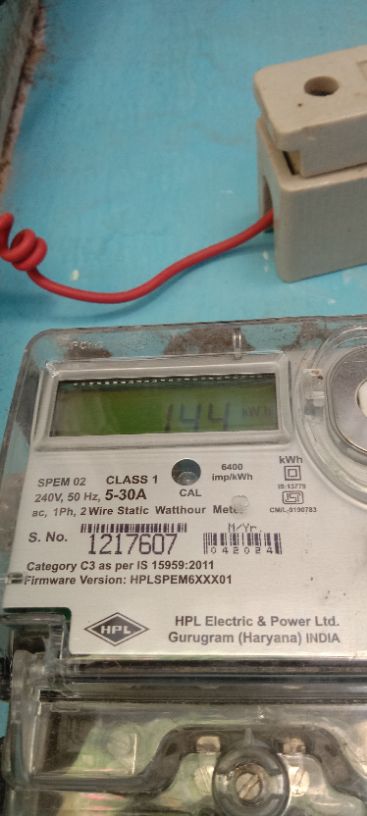 144 kWh
SPEM 02 CLASS 1 6400 kWh
240V, 50 Hz, 5-30A CAL imp/kWh IS-13779
ac, 1Ph, 2 Wire Static Watthour Meter CM/L-0190783
S. No. 1217607 M/Yr. 042024
Category C3 as per IS 15959:2011
Firmware Version: HPLSPEM6XXX01
HPL HPL Electric & Power Ltd.
Gurugram (Haryana) INDIA